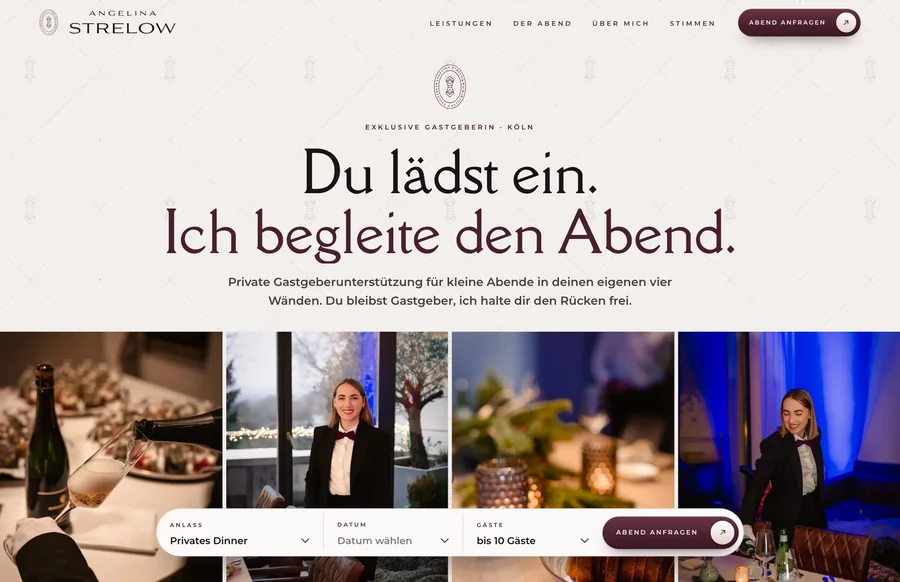 ANGELINA
STRELOW
LEISTUNGEN
DER ABEND
ÜBER MICH
STIMMEN
ABEND ANFRAGEN
EXKLUSIVE GASTGEBERIN · KÖLN
Du lädst ein.
Ich begleite den Abend.
Private Gastgeberunterstützung für kleine Abende in deinen eigenen vier
Wänden. Du bleibst Gastgeber, ich halte dir den Rücken frei.
ANLASS
Privates Dinner
DATUM
Datum wählen
GÄSTE
bis 10 Gäste
ABEND ANFRAGEN